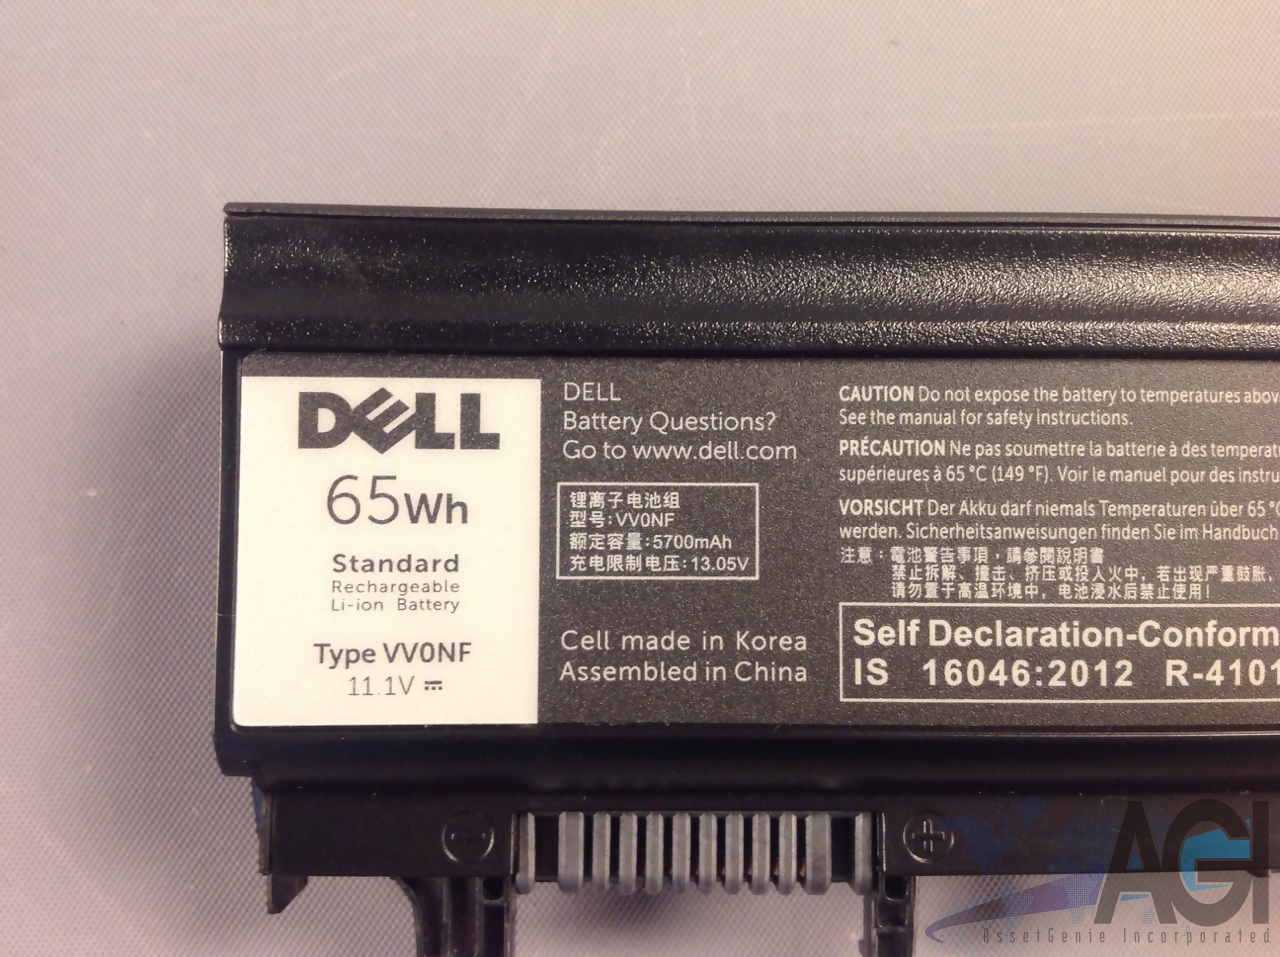 DELL
65Wh
Standard
Rechargeable
Li-ion Battery
Type VV0NF
11.1V
DELL
Battery Questions?
Go to www.dell.com
锂离子电池组
型号:VV0NF
额定容量:5700mAh
充电限制电压:13.05V
Cell made in Korea
Assembled in China
CAUTION Do not expose the battery to temperatures above
See the manual for safety instructions.
PRÉCAUTION Ne pas soumettre la batterie à des températu
supérieures à 65 °C (149 °F). Voir le manuel pour des instru
VORSICHT Der Akku darf niemals Temperaturen über 65 °C
werden. Sicherheitsanweisungen finden Sie im Handbuch
注意：電池警告事項，請參閱說明書
禁止拆解、撞击、挤压或投入火中，若出现严重鼓胀，
请勿置于高温环境中，电池浸水后禁止使用！
Self Declaration-Conform
IS 16046:2012 R-4101
- +
AGI
AssetGenie Incorporated